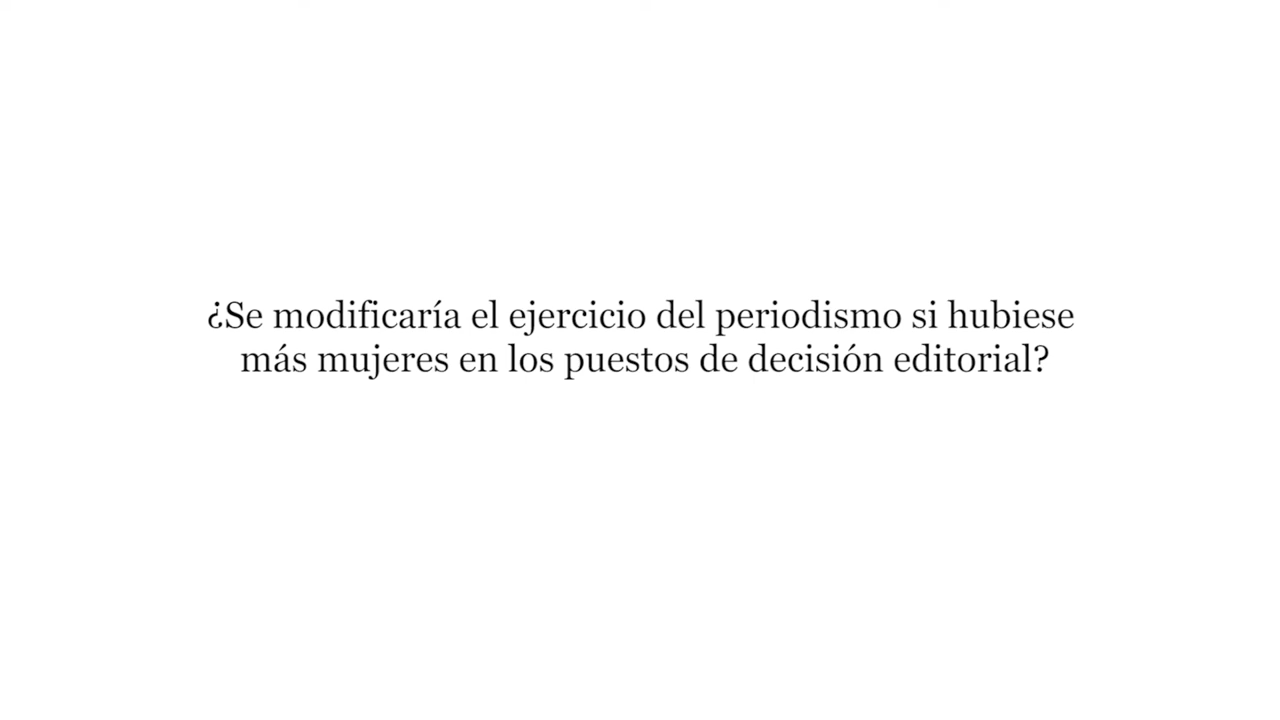 ¿Se modificaría el ejercicio del periodismo si hubiese
más mujeres en los puestos de decisión editorial?